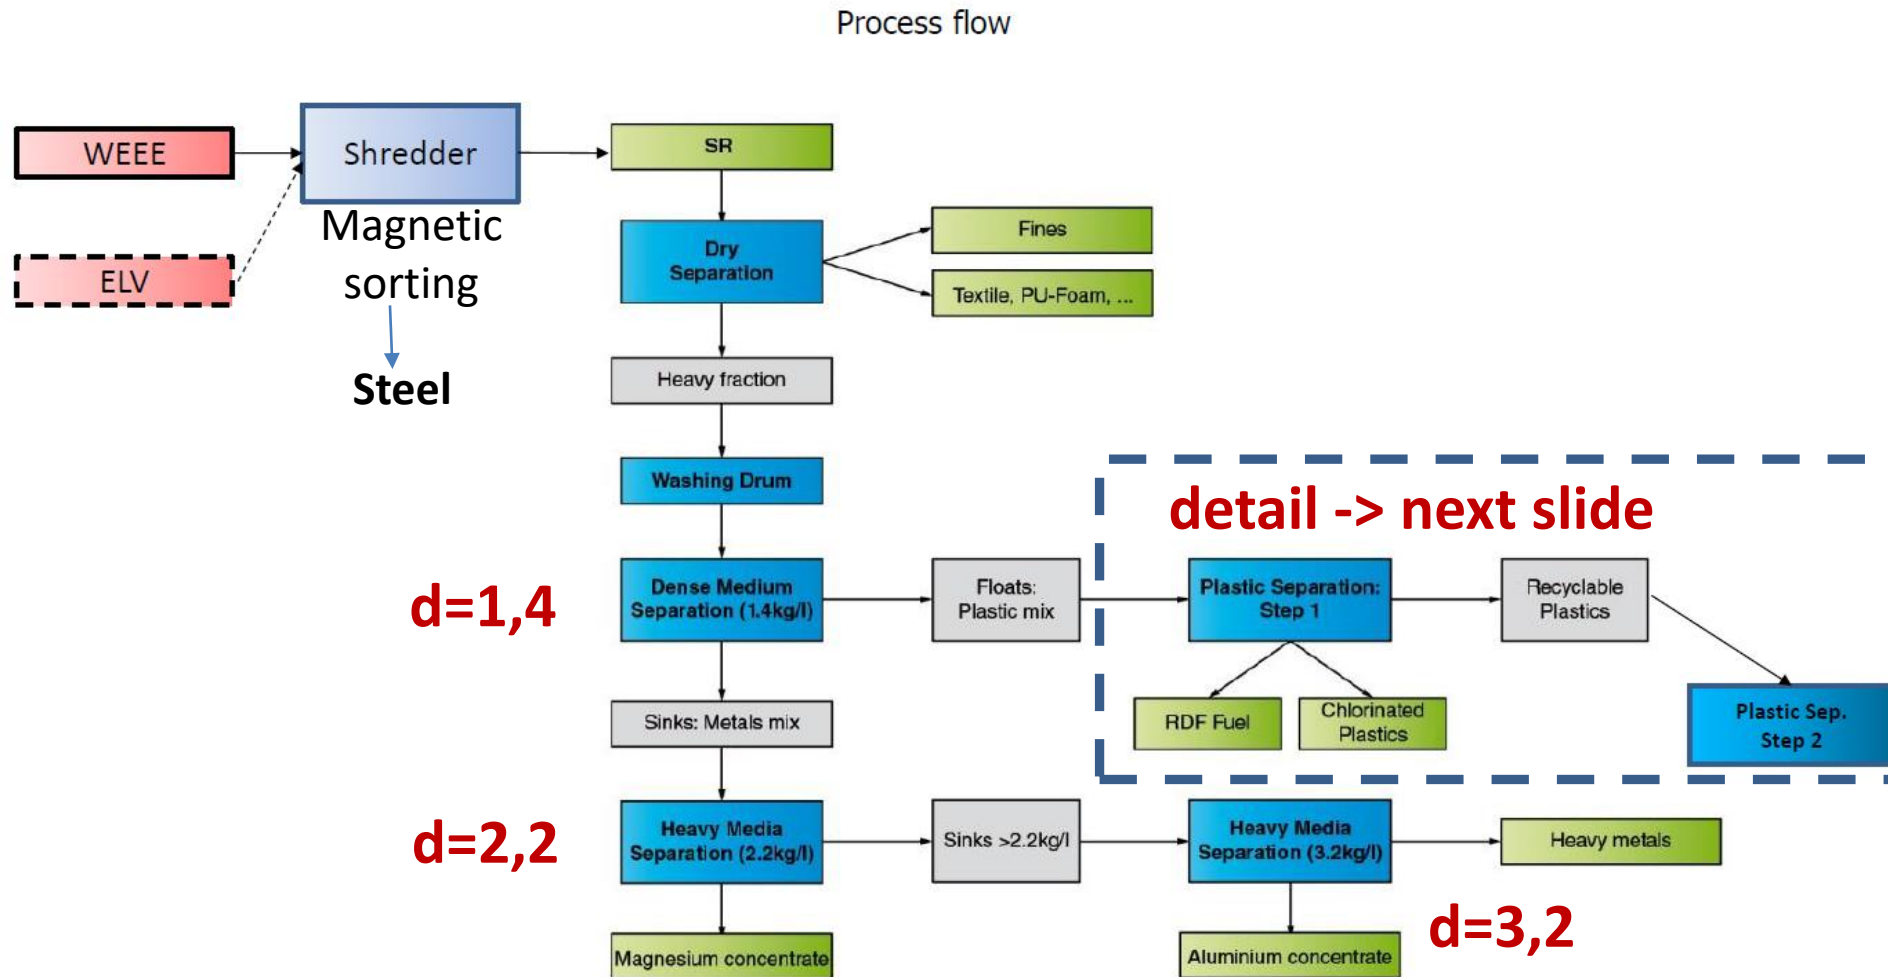 Process flow
WEEE
Shredder
SR
Magnetic
sorting
ELV
Steel
Dry
Separation
Fines
Textile, PU-Foam, ...
Heavy fraction
Washing Drum
detail -> next slide
d=1,4
Dense Medium
Separation (1.4kg/l)
Floats:
Plastic mix
Plastic Separation:
Step 1
Recyclable
Plastics
RDF Fuel
Chlorinated
Plastics
Plastic Sep.
Step 2
Sinks: Metals mix
d=2,2
Heavy Media
Separation (2.2kg/l)
Sinks >2.2kg/l
Heavy Media
Separation (3.2kg/l)
Heavy metals
d=3,2
Magnesium concentrate
Aluminium concentrate